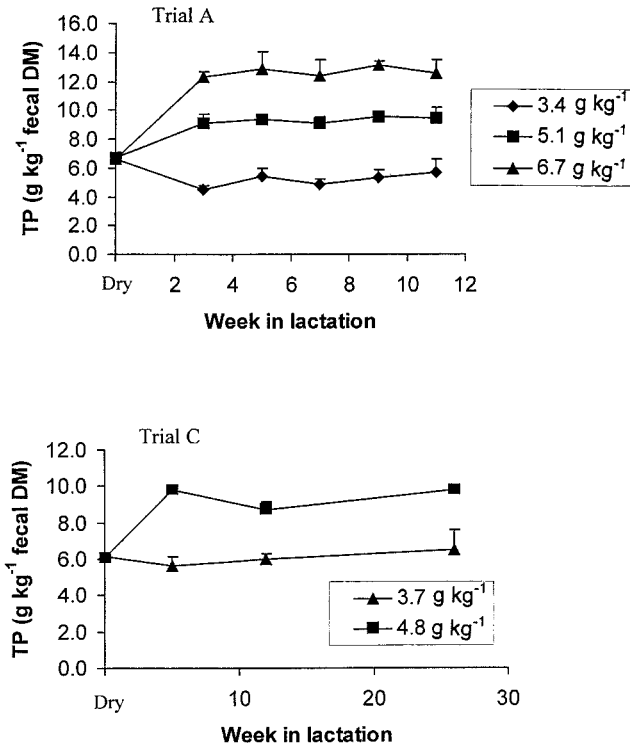 Trial A
16.0
14.0
12.0
10.0
8.0
6.0
4.0
2.0
0.0
TP (g kg⁻¹ fecal DM)
Dry 2 4 6 8 10 12
Week in lactation
3.4 g kg⁻¹
5.1 g kg⁻¹
6.7 g kg⁻¹
Trial C
12.0
10.0
8.0
6.0
4.0
2.0
0.0
TP (g kg⁻¹ fecal DM)
3.7 g kg⁻¹
4.8 g kg⁻¹
Dry 10 20 30
Week in lactation